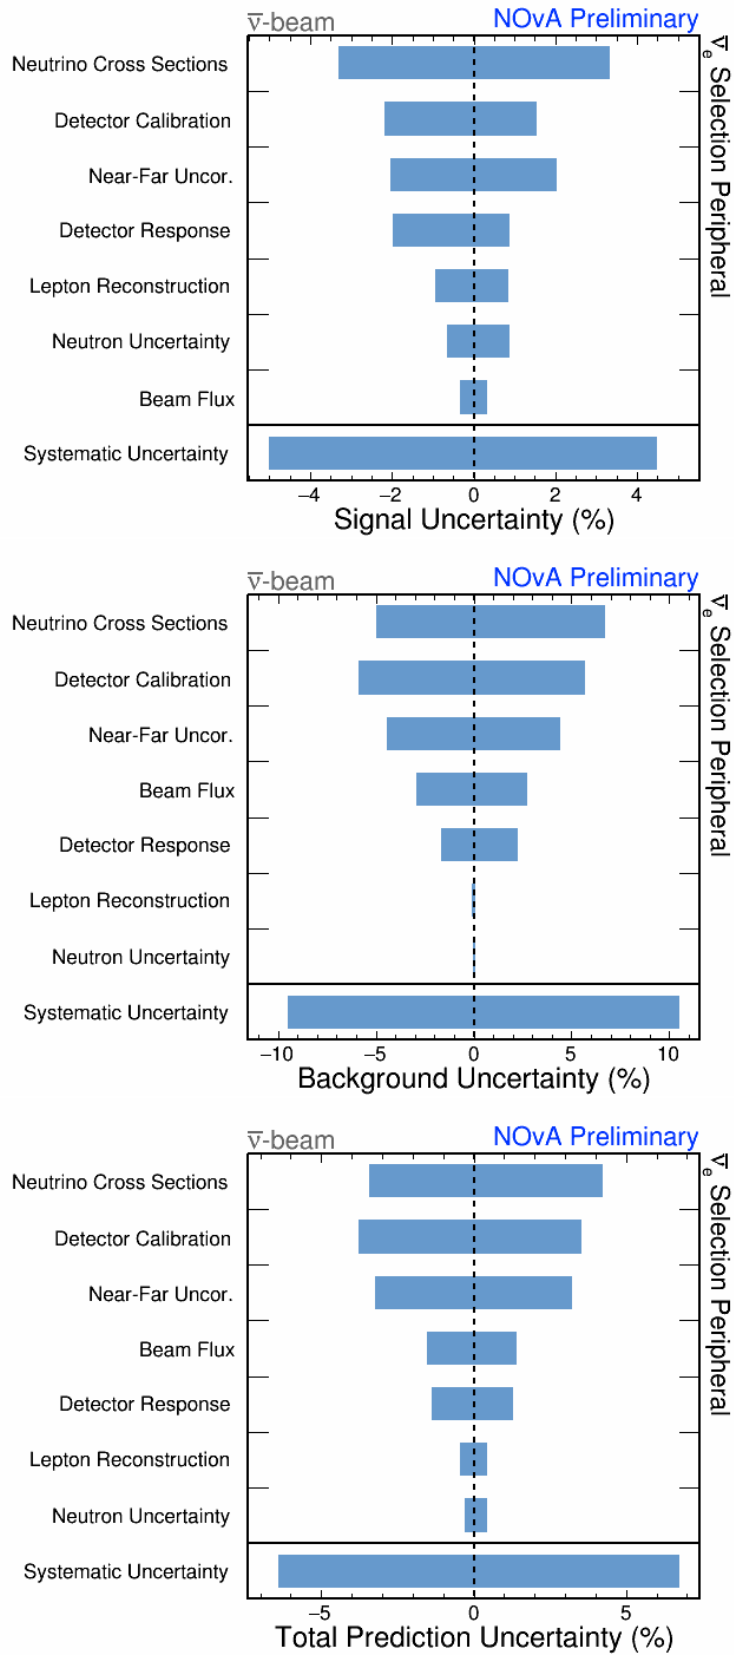 ν̅-beam NOvA Preliminary
Neutrino Cross Sections
Detector Calibration
Near-Far Uncor.
Detector Response
Lepton Reconstruction
Neutron Uncertainty
Beam Flux
Systematic Uncertainty
−4 −2 0 2 4
Signal Uncertainty (%)
ν̅e Selection Peripheral
ν̅-beam NOvA Preliminary
Neutrino Cross Sections
Detector Calibration
Near-Far Uncor.
Beam Flux
Detector Response
Lepton Reconstruction
Neutron Uncertainty
Systematic Uncertainty
−10 −5 0 5 10
Background Uncertainty (%)
ν̅e Selection Peripheral
ν̅-beam NOvA Preliminary
Neutrino Cross Sections
Detector Calibration
Near-Far Uncor.
Beam Flux
Detector Response
Lepton Reconstruction
Neutron Uncertainty
Systematic Uncertainty
−5 0 5
Total Prediction Uncertainty (%)
ν̅e Selection Peripheral